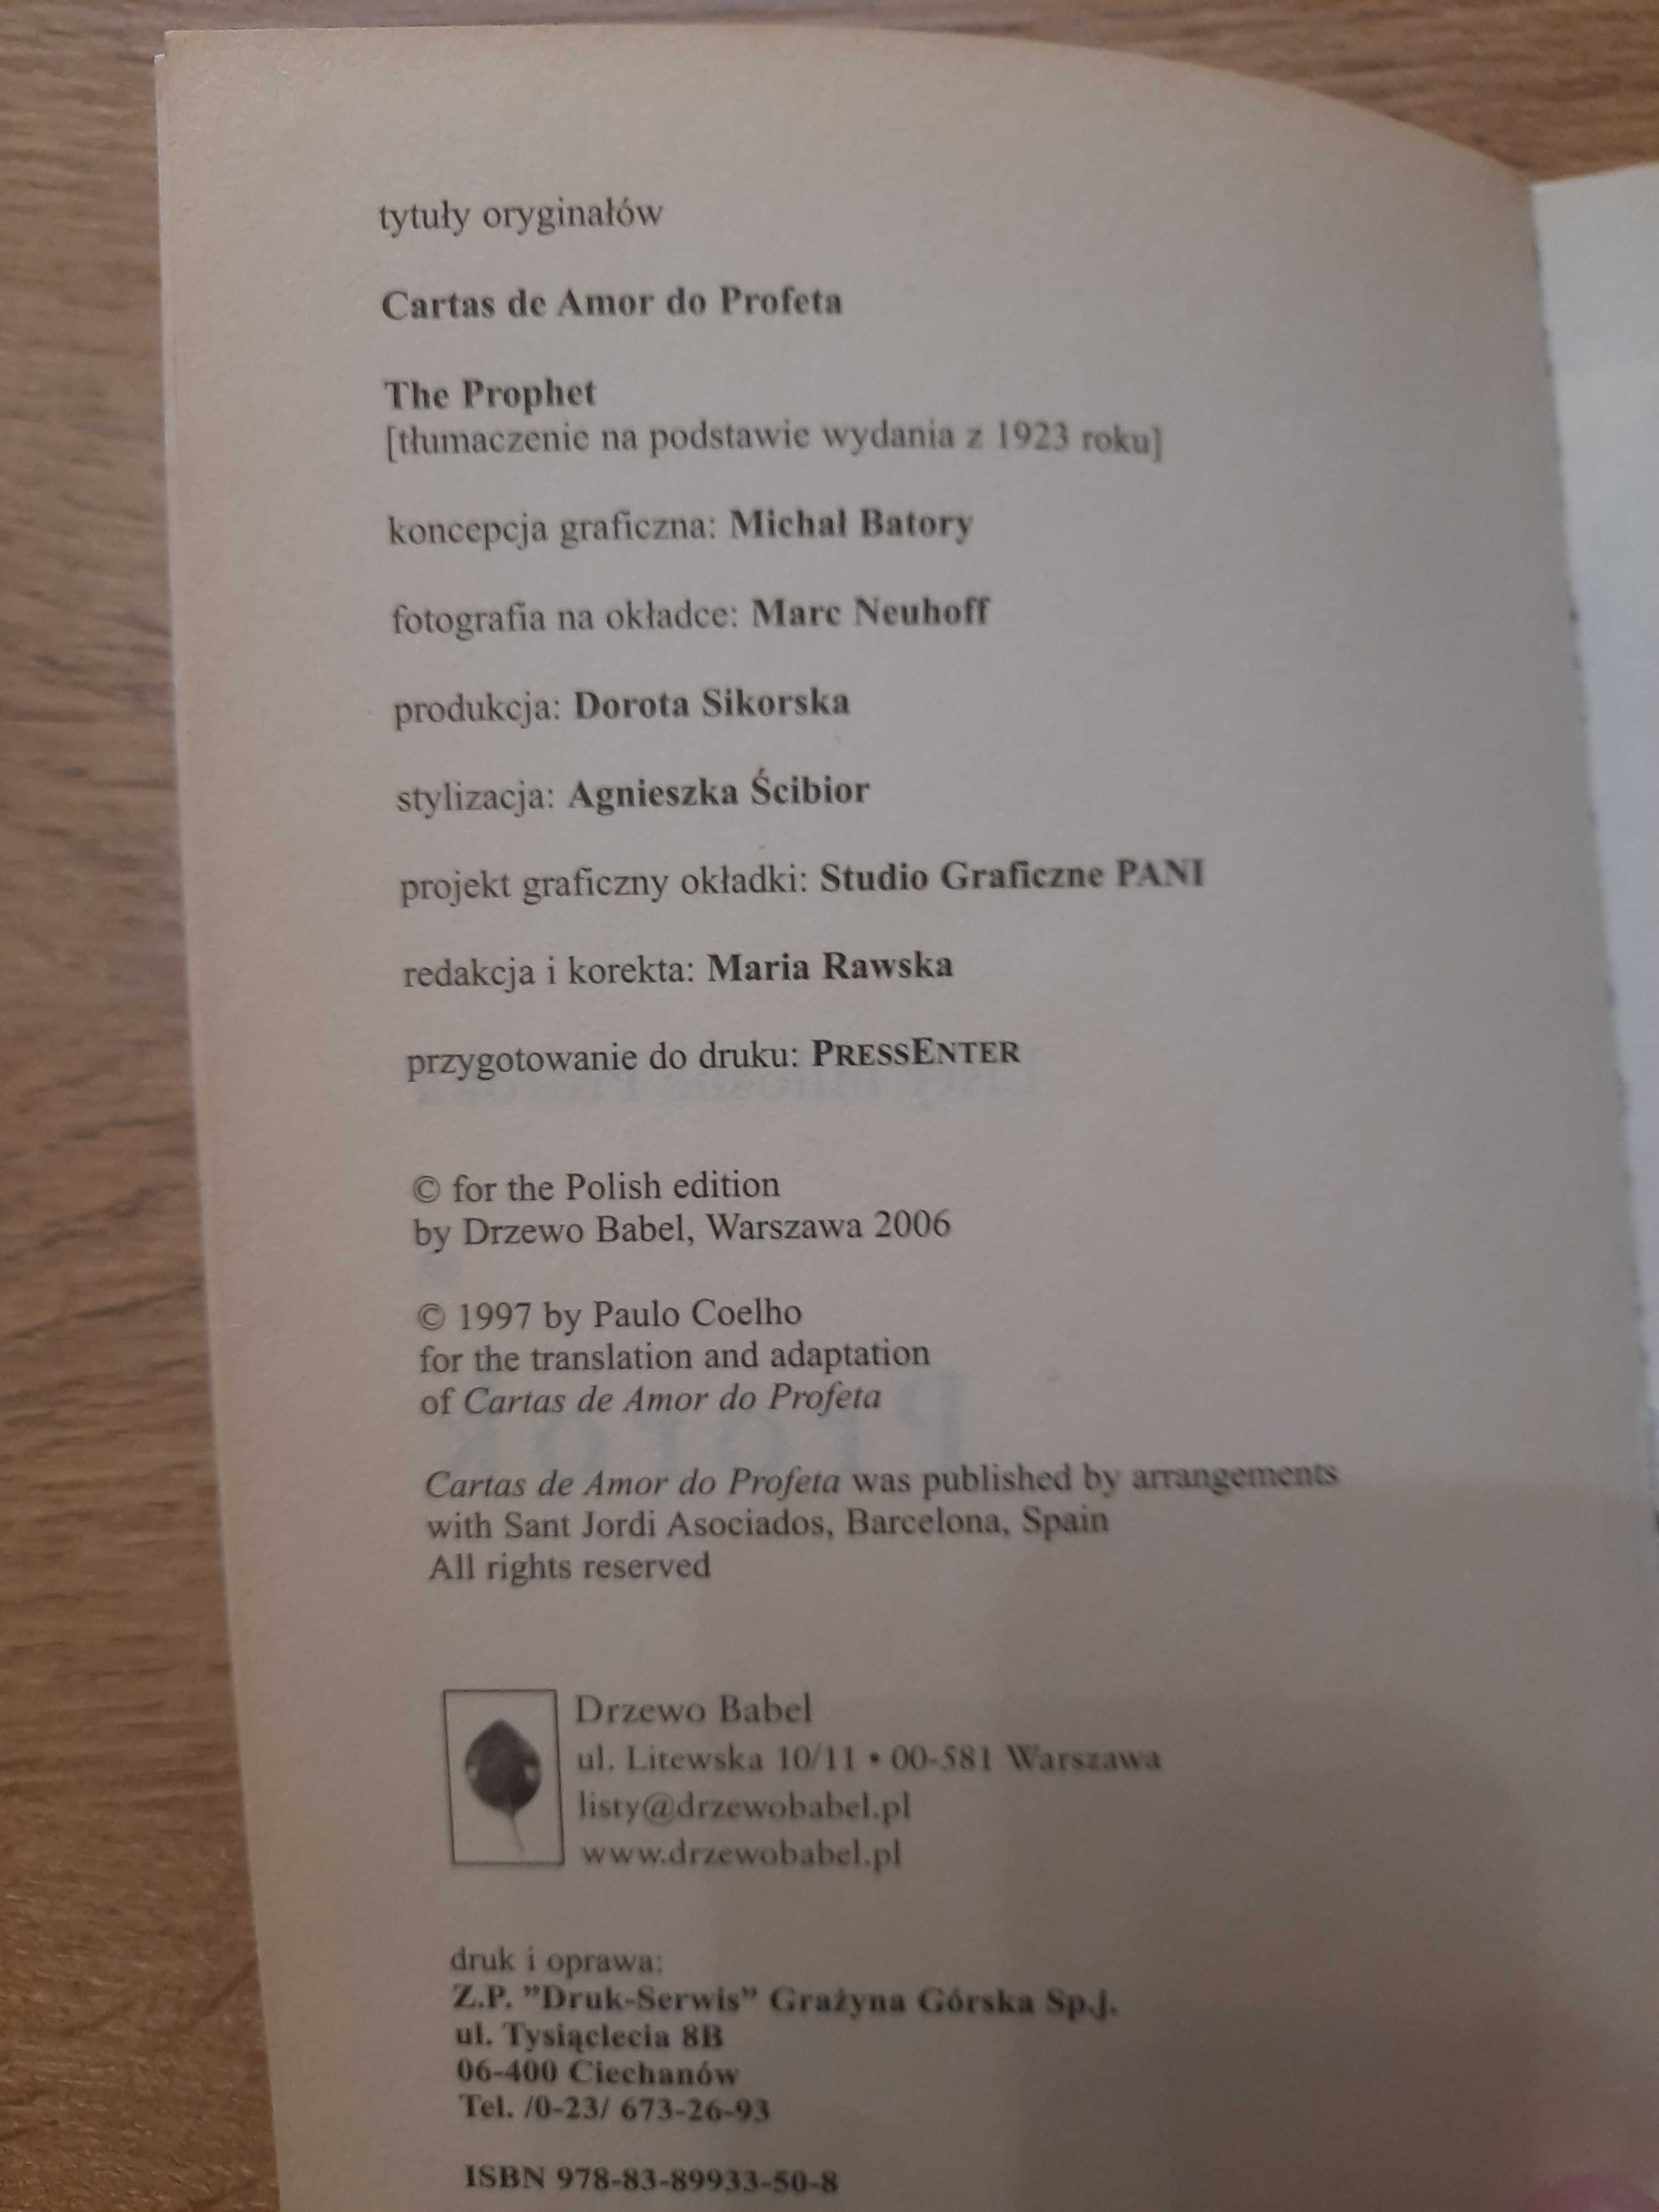 tytuły oryginałów
Cartas de Amor do Profeta
The Prophet
[tłumaczenie na podstawie wydania z 1923 roku]
koncepcja graficzna: Michał Batory
fotografia na okładce: Marc Neuhoff
produkcja: Dorota Sikorska
stylizacja: Agnieszka Ścibior
projekt graficzny okładki: Studio Graficzne PANI
redakcja i korekta: Maria Rawska
przygotowanie do druku: PRESSENTER
© for the Polish edition
by Drzewo Babel, Warszawa 2006
© 1997 by Paulo Coelho
for the translation and adaptation
of Cartas de Amor do Profeta
Cartas de Amor do Profeta was published by arrangements
with Sant Jordi Asociados, Barcelona, Spain
All rights reserved
Drzewo Babel
ul. Litewska 10/11 • 00-581 Warszawa
listy@drzewobabel.pl
www.drzewobabel.pl
druk i oprawa:
Z.P. ”Druk-Serwis” Grażyna Górska Sp.j.
ul. Tysiąclecia 8B
06-400 Ciechanów
Tel. /0-23/ 673-26-93
ISBN 978-83-89933-50-8